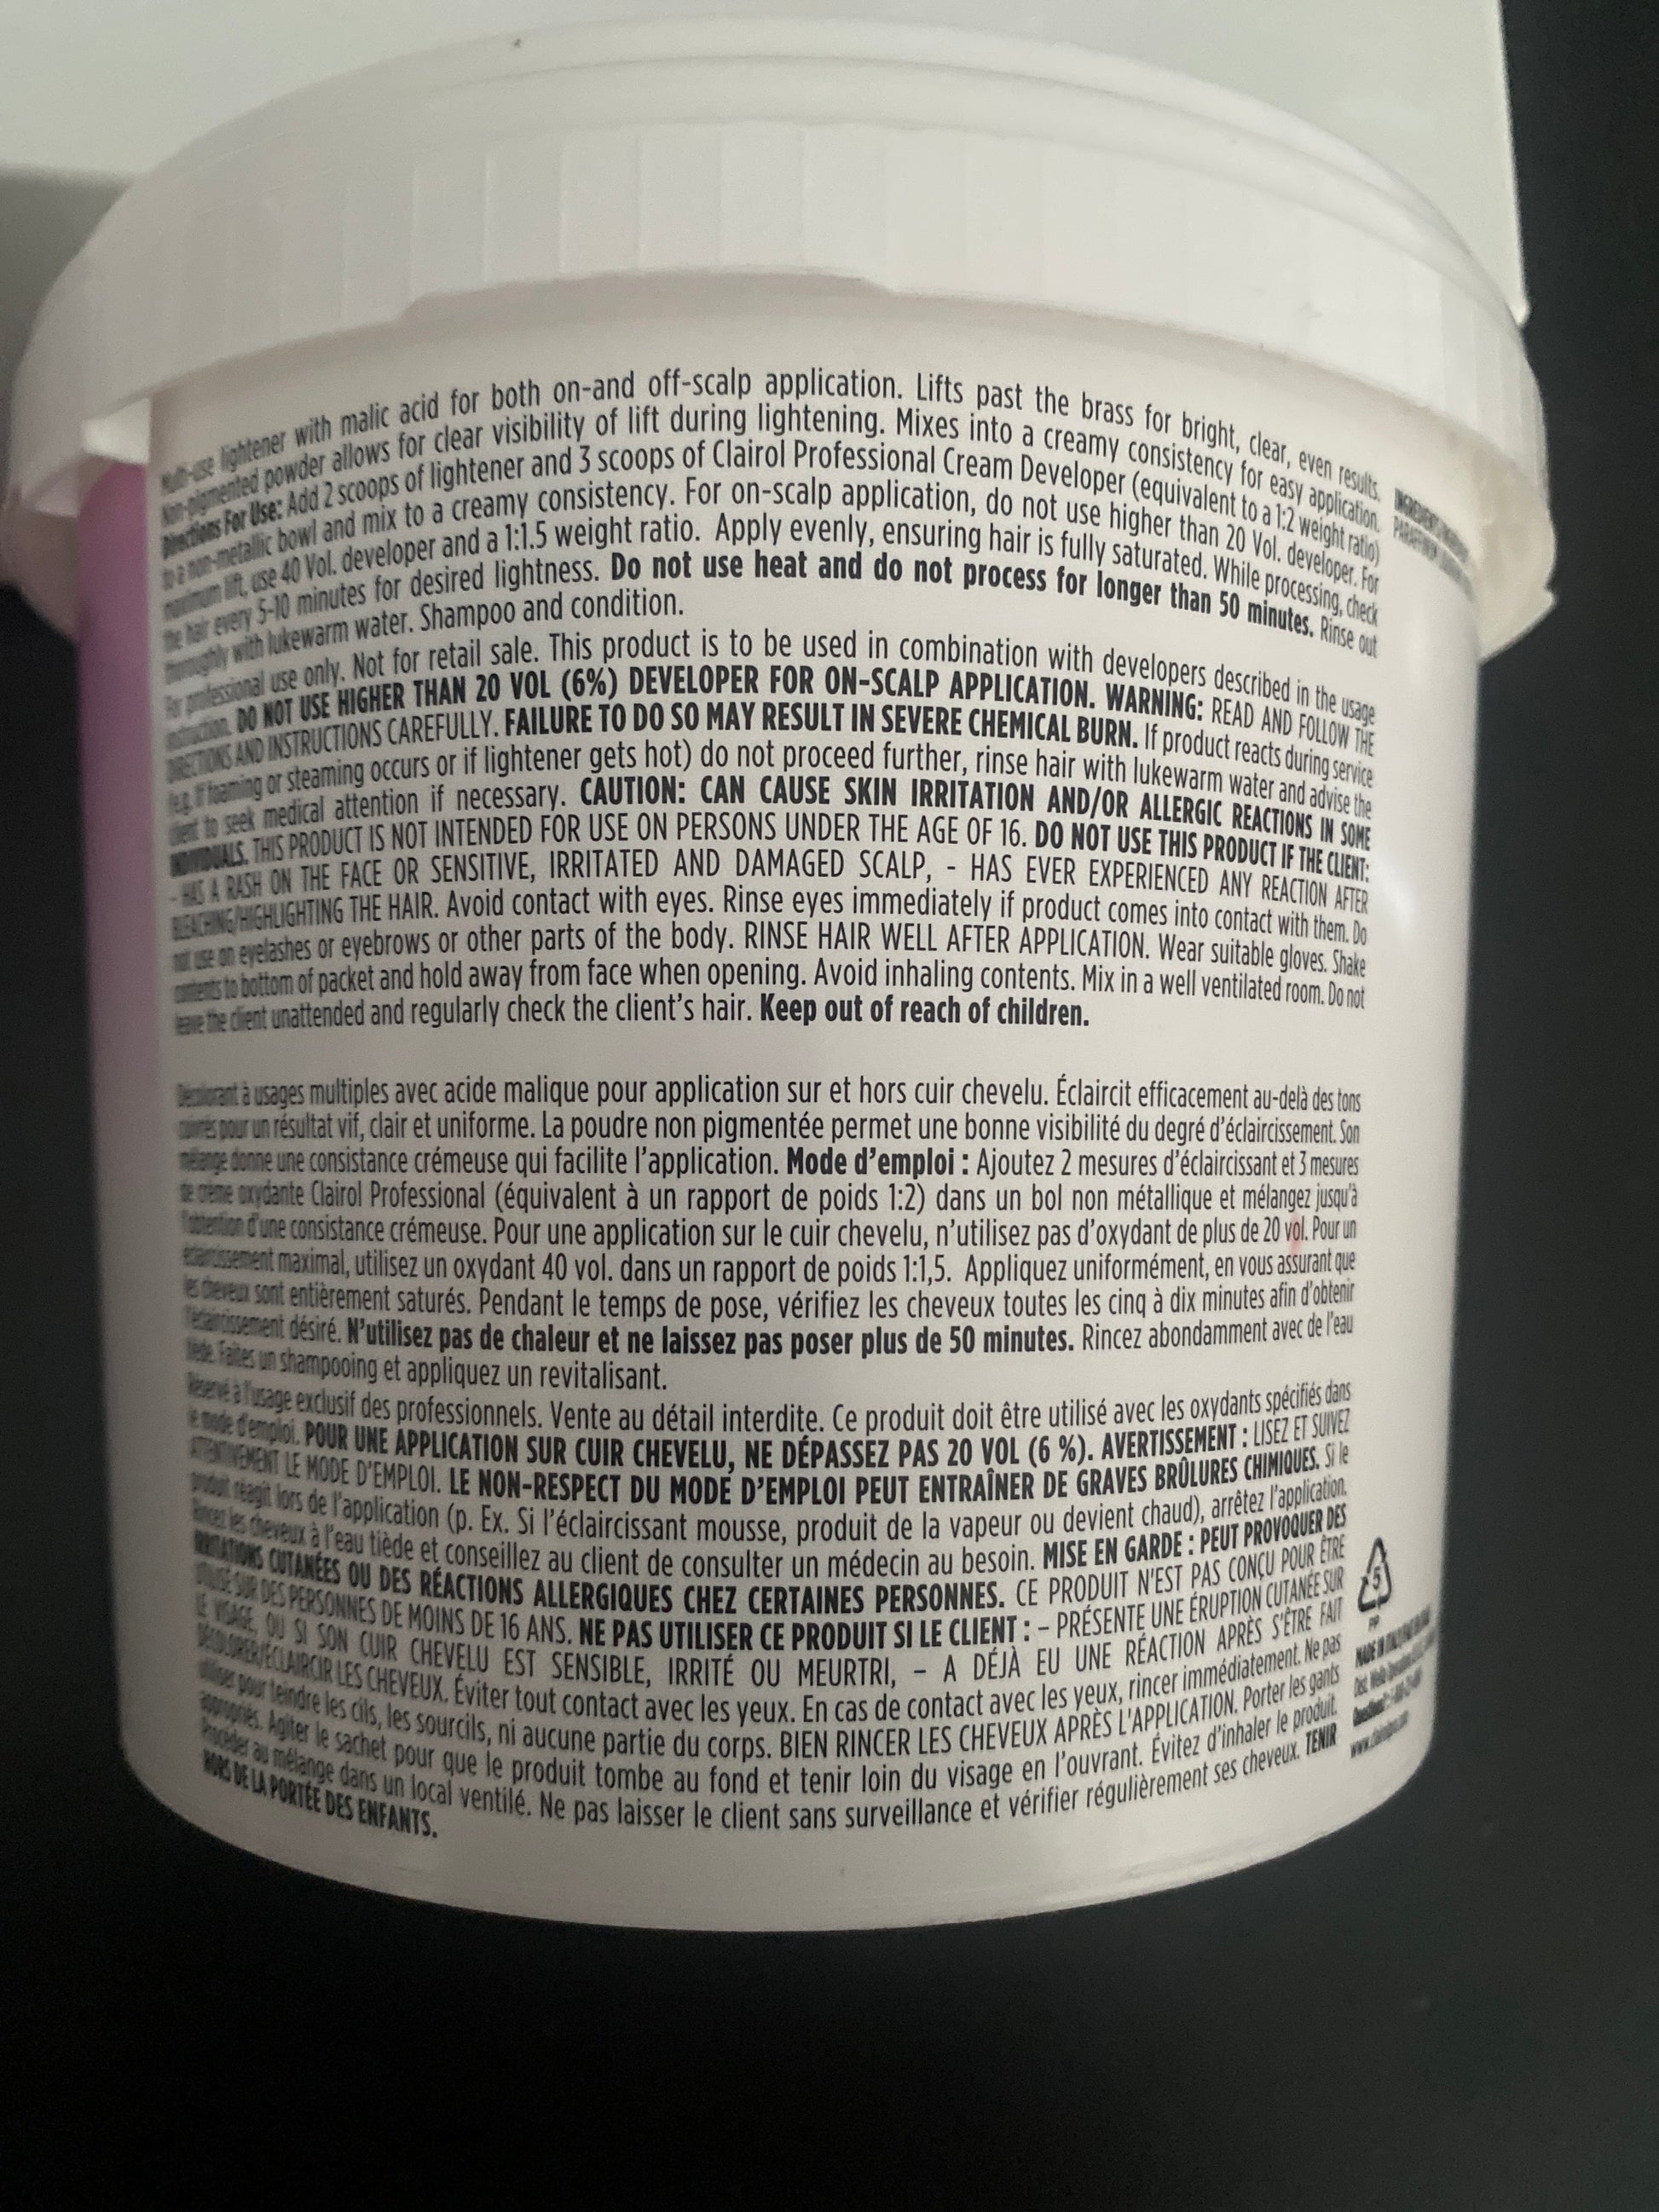 Multi-use lightener with malic acid for both on-and off-scalp application. Lifts past the brass for bright, clear, even results.
Non-pigmented powder allows for clear visibility of lift during lightening. Mixes into a creamy consistency for easy application.
Directions For Use: Add 2 scoops of lightener and 3 scoops of Clairol Professional Cream Developer (equivalent to a 1:2 weight ratio)
to a non-metallic bowl and mix to a creamy consistency. For on-scalp application, do not use higher than 20 Vol. developer. For
maximum lift, use 40 Vol. developer and a 1:1.5 weight ratio. Apply evenly, ensuring hair is fully saturated. While processing, check
the hair every 5-10 minutes for desired lightness. Do not use heat and do not process for longer than 50 minutes. Rinse out
thoroughly with lukewarm water. Shampoo and condition.
For professional use only. Not for retail sale. This product is to be used in combination with developers described in the usage
instruction. DO NOT USE HIGHER THAN 20 VOL (6%) DEVELOPER FOR ON-SCALP APPLICATION. WARNING: READ AND FOLLOW THE
DIRECTIONS AND INSTRUCTIONS CAREFULLY. FAILURE TO DO SO MAY RESULT IN SEVERE CHEMICAL BURN. If product reacts during service
(e.g. If foaming or steaming occurs or if lightener gets hot) do not proceed further, rinse hair with lukewarm water and advise the
client to seek medical attention if necessary. CAUTION: CAN CAUSE SKIN IRRITATION AND/OR ALLERGIC REACTIONS IN SOME
INDIVIDUALS. THIS PRODUCT IS NOT INTENDED FOR USE ON PERSONS UNDER THE AGE OF 16. DO NOT USE THIS PRODUCT IF THE CLIENT:
- HAS A RASH ON THE FACE OR SENSITIVE, IRRITATED AND DAMAGED SCALP, - HAS EVER EXPERIENCED ANY REACTION AFTER
BLEACHING/HIGHLIGHTING THE HAIR. Avoid contact with eyes. Rinse eyes immediately if product comes into contact with them. Do
not use on eyelashes or eyebrows or other parts of the body. RINSE HAIR WELL AFTER APPLICATION. Wear suitable gloves. Shake
contents to bottom of packet and hold away from face when opening. Avoid inhaling contents. Mix in a well ventilated room. Do not
leave the client unattended and regularly check the client's hair. Keep out of reach of children.
Décolorant à usages multiples avec acide malique pour application sur et hors cuir chevelu. Éclaircit efficacement au-delà des tons
cuivrés pour un résultat vif, clair et uniforme. La poudre non pigmentée permet une bonne visibilité du degré d'éclaircissement. Son
mélange donne une consistance crémeuse qui facilite l'application. Mode d'emploi : Ajoutez 2 mesures d'éclaircissant et 3 mesures
de crème oxydante Clairol Professional (équivalent à un rapport de poids 1:2) dans un bol non métallique et mélangez jusqu'à
l'obtention d'une consistance crémeuse. Pour une application sur le cuir chevelu, n'utilisez pas d'oxydant de plus de 20 vol. Pour un
éclaircissement maximal, utilisez un oxydant 40 vol. dans un rapport de poids 1:1,5. Appliquez uniformément, en vous assurant que
les cheveux sont entièrement saturés. Pendant le temps de pose, vérifiez les cheveux toutes les cinq à dix minutes afin d'obtenir
l'éclaircissement désiré. N'utilisez pas de chaleur et ne laissez pas poser plus de 50 minutes. Rincez abondamment avec de l'eau
tiède. Faites un shampooing et appliquez un revitalisant.
Réservé à l'usage exclusif des professionnels. Vente au détail interdite. Ce produit doit être utilisé avec les oxydants spécifiés dans
le mode d'emploi. POUR UNE APPLICATION SUR CUIR CHEVELU, NE DÉPASSEZ PAS 20 VOL (6 %). AVERTISSEMENT : LISEZ ET SUIVEZ
ATTENTIVEMENT LE MODE D'EMPLOI. LE NON-RESPECT DU MODE D'EMPLOI PEUT ENTRAÎNER DE GRAVES BRÛLURES CHIMIQUES. Si le
produit réagit lors de l'application (p. Ex. Si l'éclaircissant mousse, produit de la vapeur ou devient chaud), arrêtez l'application.
Rincez les cheveux à l'eau tiède et conseillez au client de consulter un médecin au besoin. MISE EN GARDE : PEUT PROVOQUER DES
IRRITATIONS CUTANÉES OU DES RÉACTIONS ALLERGIQUES CHEZ CERTAINES PERSONNES. CE PRODUIT N'EST PAS CONÇU POUR ÊTRE
UTILISÉ SUR DES PERSONNES DE MOINS DE 16 ANS. NE PAS UTILISER CE PRODUIT SI LE CLIENT : – PRÉSENTE UNE ÉRUPTION CUTANÉE SUR
LE VISAGE, OU SI SON CUIR CHEVELU EST SENSIBLE, IRRITÉ OU MEURTRI, – A DÉJÀ EU UNE RÉACTION APRÈS S'ÊTRE FAIT
DÉCOLORER/ÉCLAIRCIR LES CHEVEUX. Éviter tout contact avec les yeux. En cas de contact avec les yeux, rincer immédiatement. Ne pas
utiliser pour teindre les cils, les sourcils, ni aucune partie du corps. BIEN RINCER LES CHEVEUX APRÈS L'APPLICATION. Porter les gants
appropriés. Agiter le sachet pour que le produit tombe au fond et tenir loin du visage en l'ouvrant. Évitez d'inhaler le produit.
Procéder au mélange dans un local ventilé. Ne pas laisser le client sans surveillance et vérifier régulièrement ses cheveux. TENIR
HORS DE LA PORTÉE DES ENFANTS.
5
PP
MADE IN